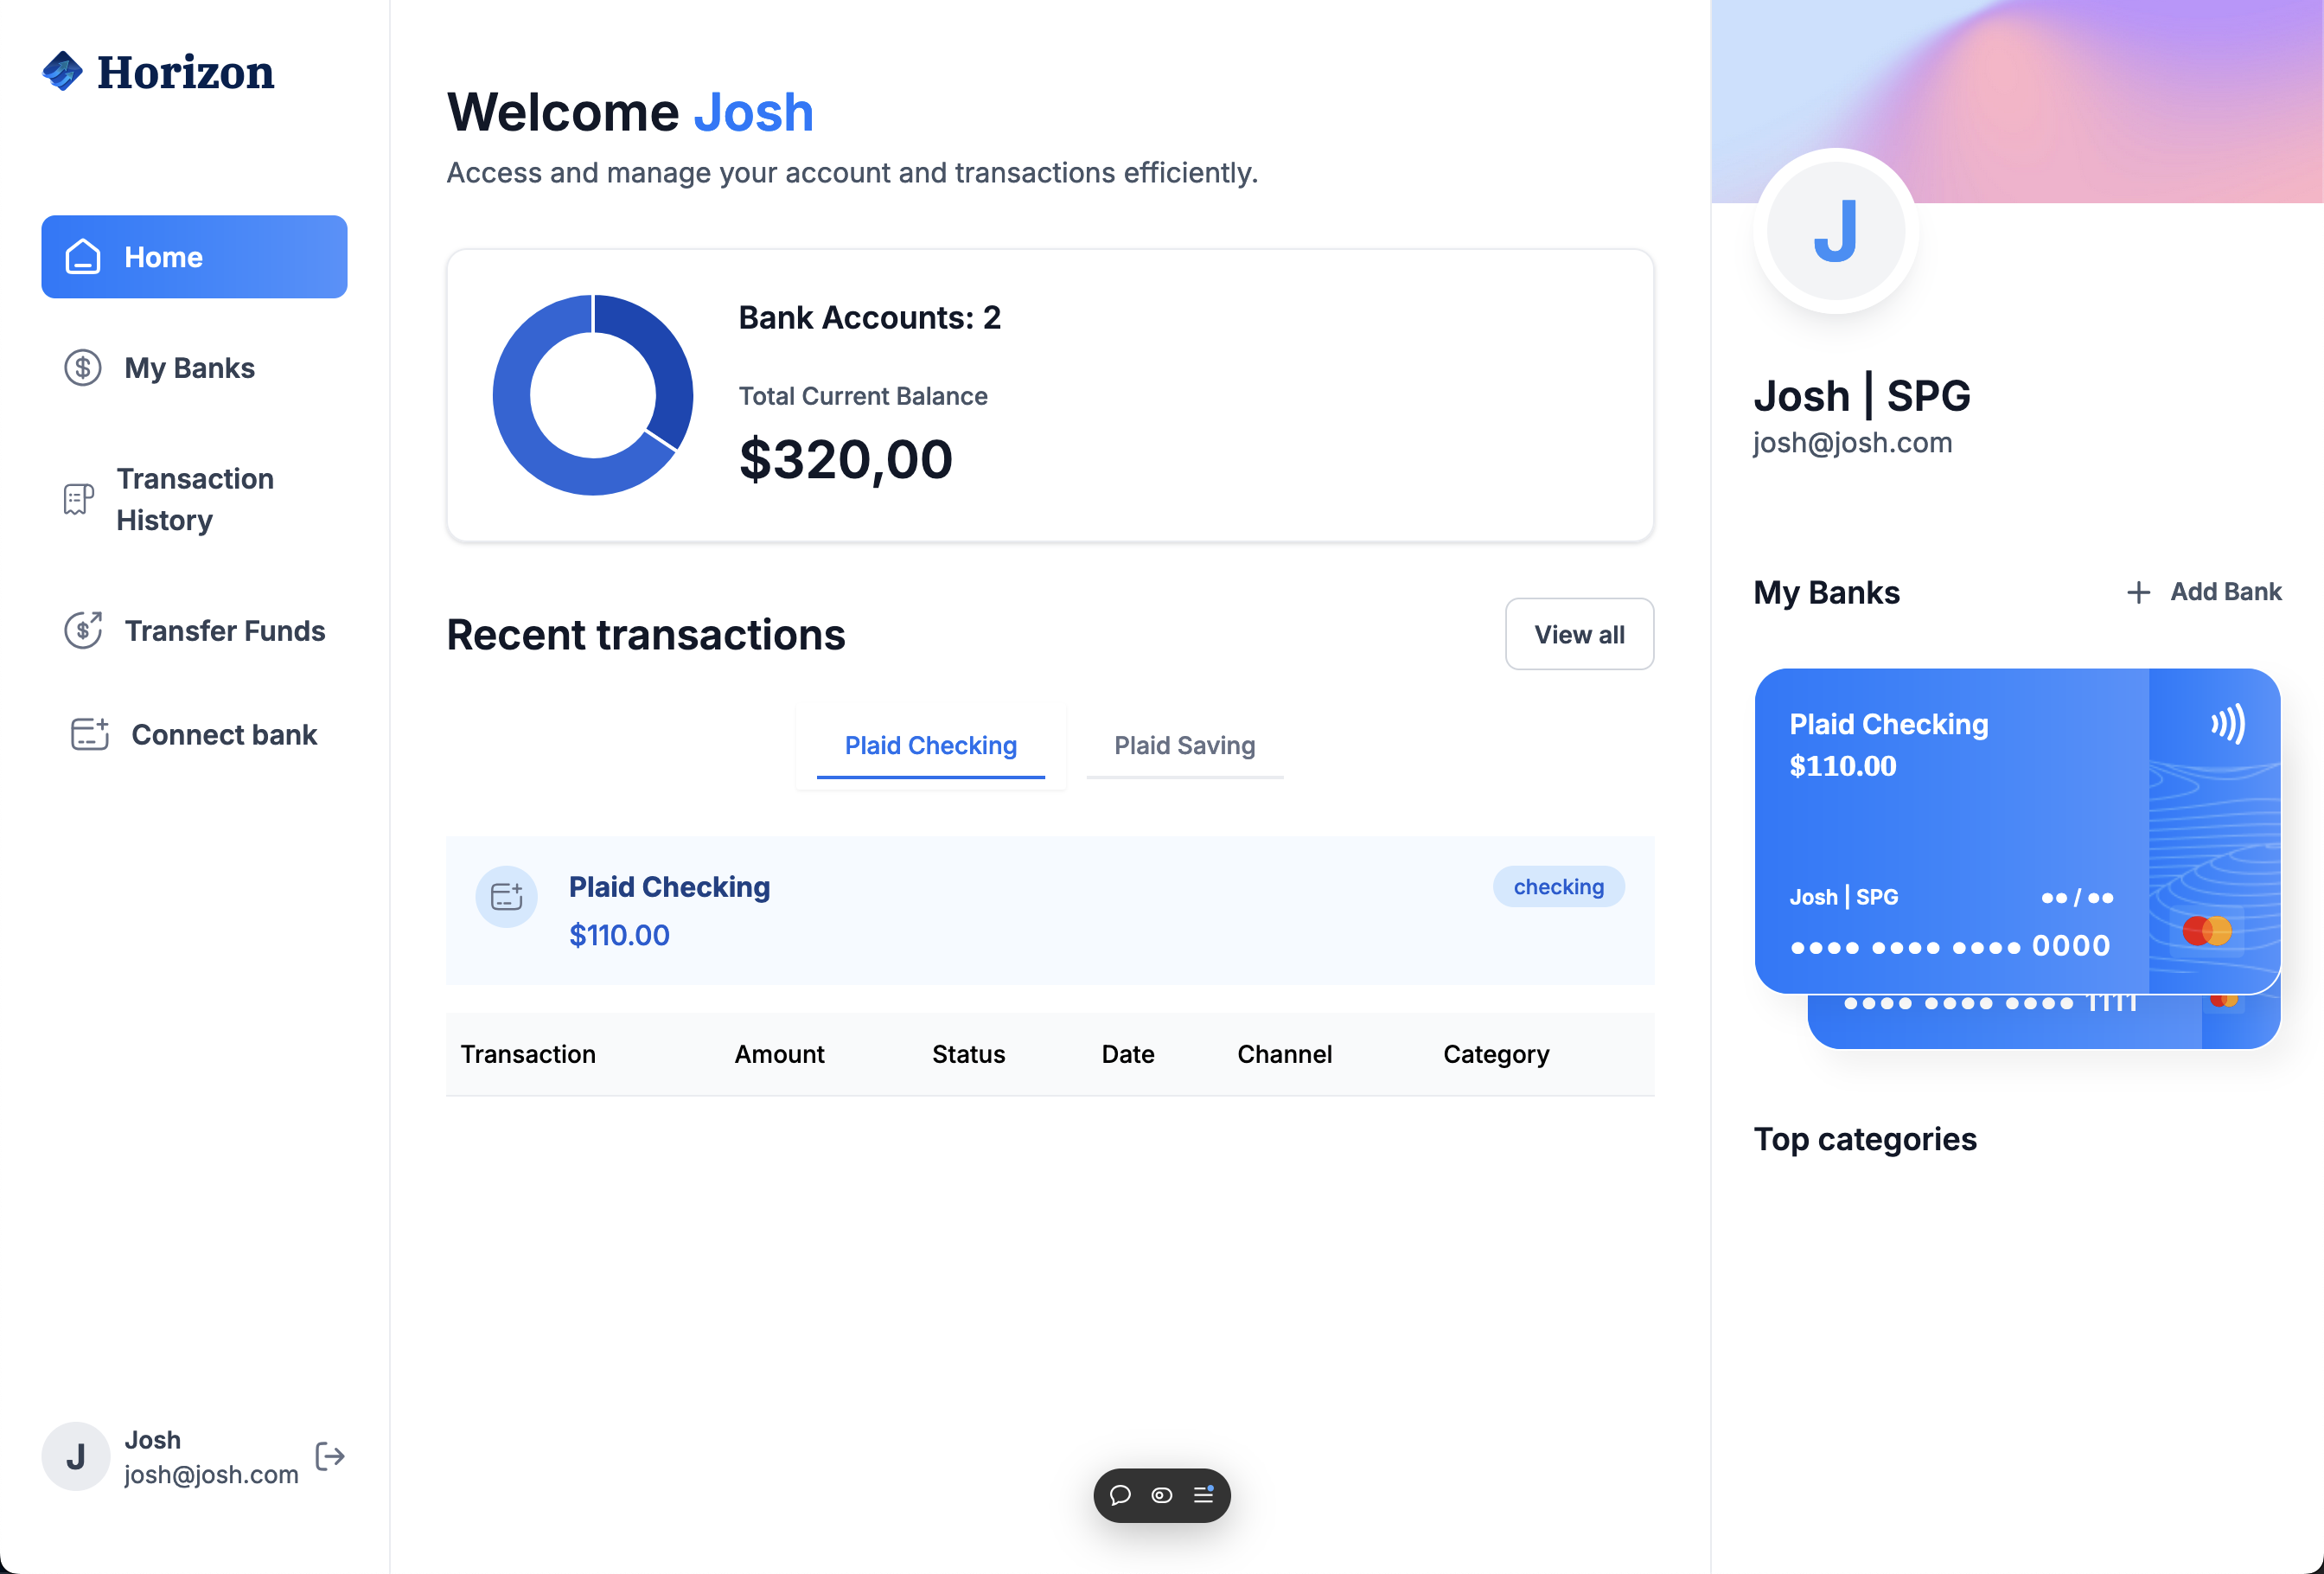 Horizon
Home
My Banks
Transaction
History
Transfer Funds
Connect bank
J
Josh
josh@josh.com
Welcome Josh
Access and manage your account and transactions efficiently.
Bank Accounts: 2
Total Current Balance
$320,00
Recent transactions
View all
Plaid Checking
Plaid Saving
Plaid Checking
checking
$110.00
Transaction Amount Status Date Channel Category
J
Josh | SPG
josh@josh.com
My Banks
+ Add Bank
Plaid Checking
$110.00
Josh | SPG ●● / ●●
●●●● ●●●● ●●●● 0000
●●●● ●●●● ●●●● 1111
Top categories